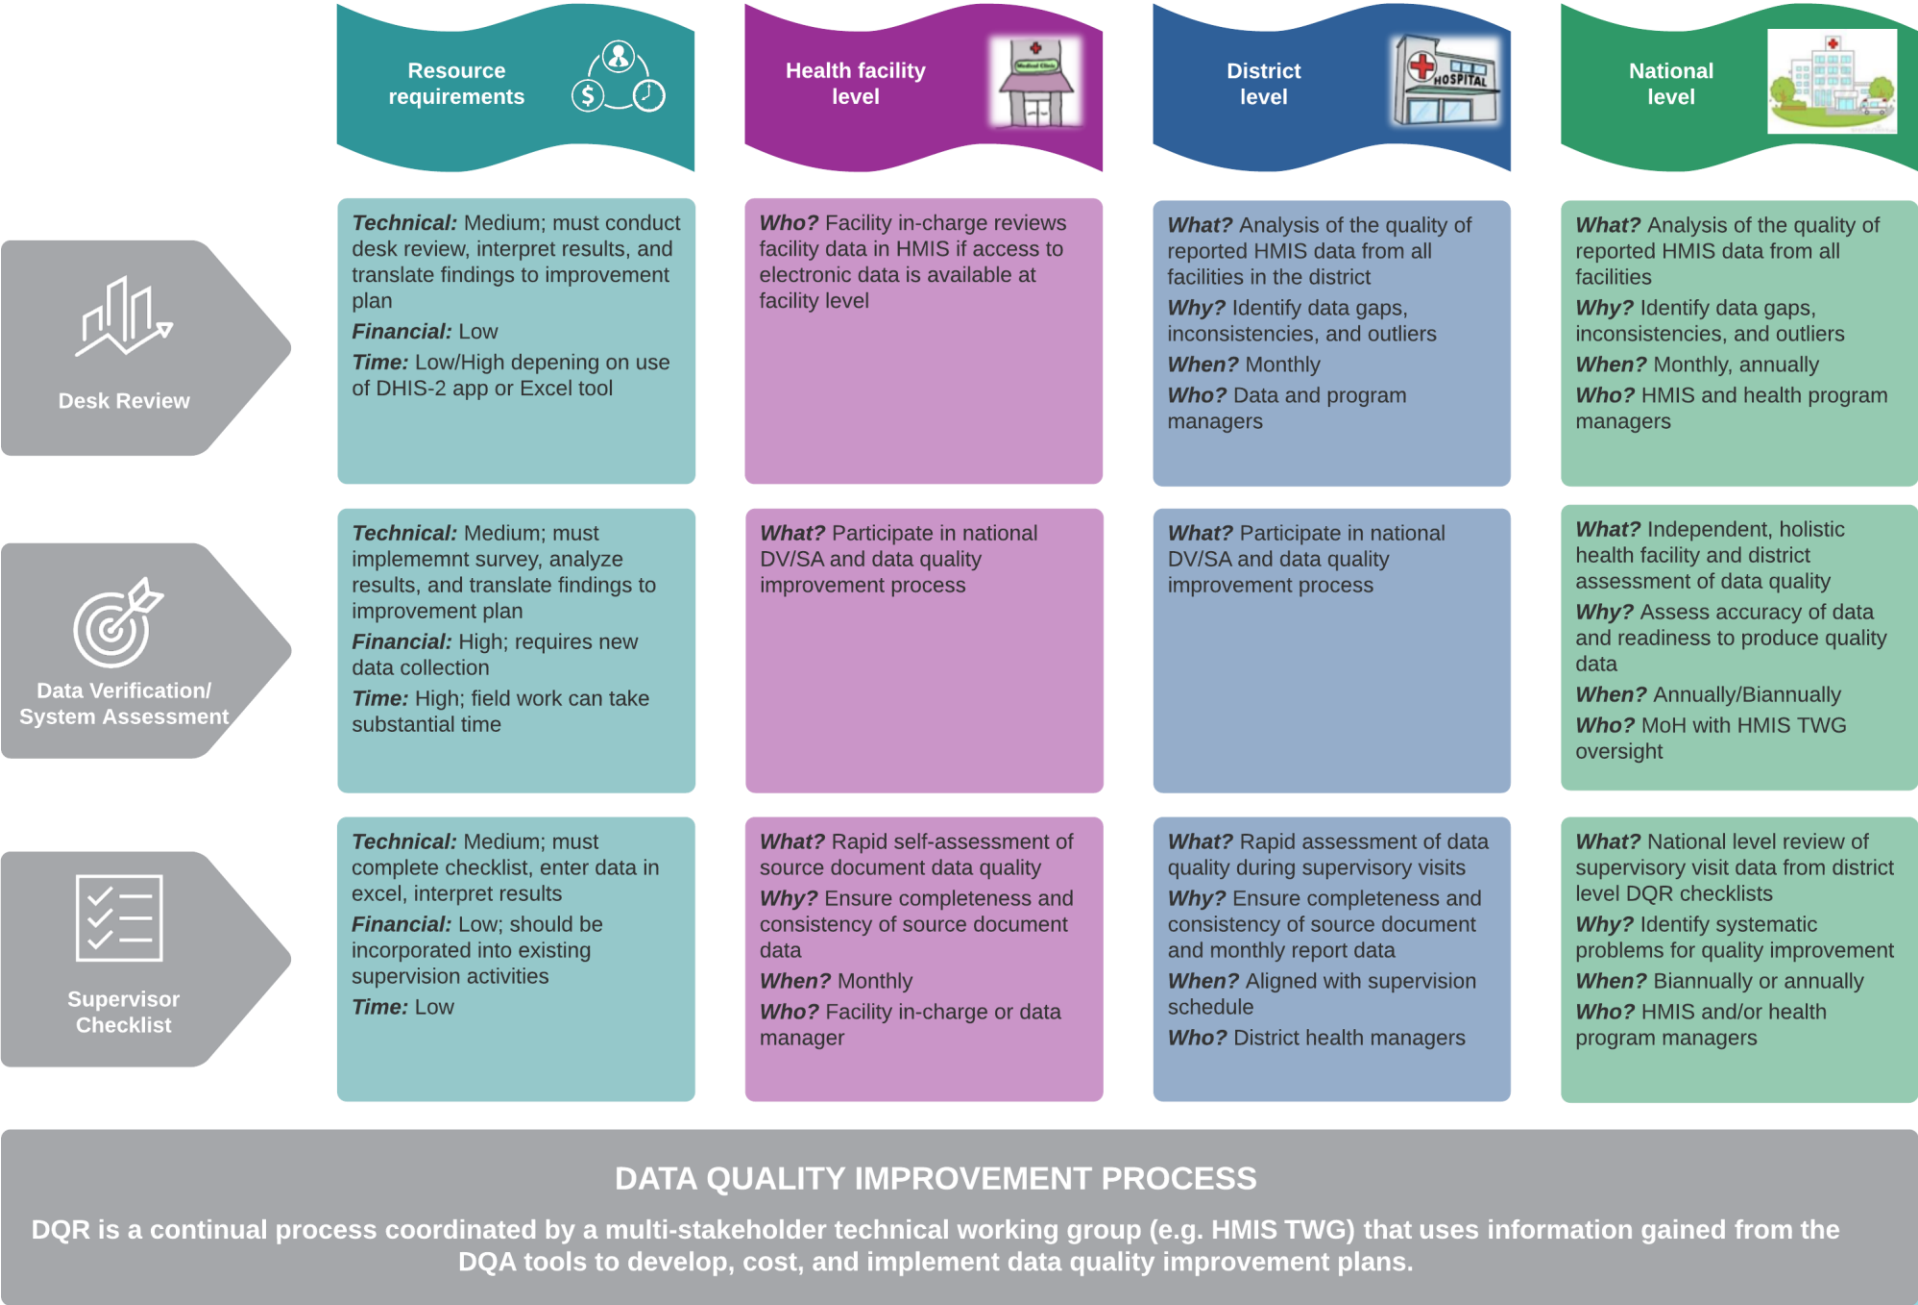 Resource
requirements
$
Health facility
level
Medical Clinic
District
level
HOSPITAL
National
level
Desk Review
Technical: Medium; must conduct
desk review, interpret results, and
translate findings to improvement
plan
Financial: Low
Time: Low/High depening on use
of DHIS-2 app or Excel tool
Who? Facility in-charge reviews
facility data in HMIS if access to
electronic data is available at
facility level
What? Analysis of the quality of
reported HMIS data from all
facilities in the district
Why? Identify data gaps,
inconsistencies, and outliers
When? Monthly
Who? Data and program
managers
What? Analysis of the quality of
reported HMIS data from all
facilities
Why? Identify data gaps,
inconsistencies, and outliers
When? Monthly, annually
Who? HMIS and health program
managers
Data Verification/
System Assessment
Technical: Medium; must
implememnt survey, analyze
results, and translate findings to
improvement plan
Financial: High; requires new
data collection
Time: High; field work can take
substantial time
What? Participate in national
DV/SA and data quality
improvement process
What? Participate in national
DV/SA and data quality
improvement process
What? Independent, holistic
health facility and district
assessment of data quality
Why? Assess accuracy of data
and readiness to produce quality
data
When? Annually/Biannually
Who? MoH with HMIS TWG
oversight
Supervisor
Checklist
Technical: Medium; must
complete checklist, enter data in
excel, interpret results
Financial: Low; should be
incorporated into existing
supervision activities
Time: Low
What? Rapid self-assessment of
source document data quality
Why? Ensure completeness and
consistency of source document
data
When? Monthly
Who? Facility in-charge or data
manager
What? Rapid assessment of data
quality during supervisory visits
Why? Ensure completeness and
consistency of source document
and monthly report data
When? Aligned with supervision
schedule
Who? District health managers
What? National level review of
supervisory visit data from district
level DQR checklists
Why? Identify systematic
problems for quality improvement
When? Biannually or annually
Who? HMIS and/or health
program managers
DATA QUALITY IMPROVEMENT PROCESS
DQR is a continual process coordinated by a multi-stakeholder technical working group (e.g. HMIS TWG) that uses information gained from the
DQA tools to develop, cost, and implement data quality improvement plans.